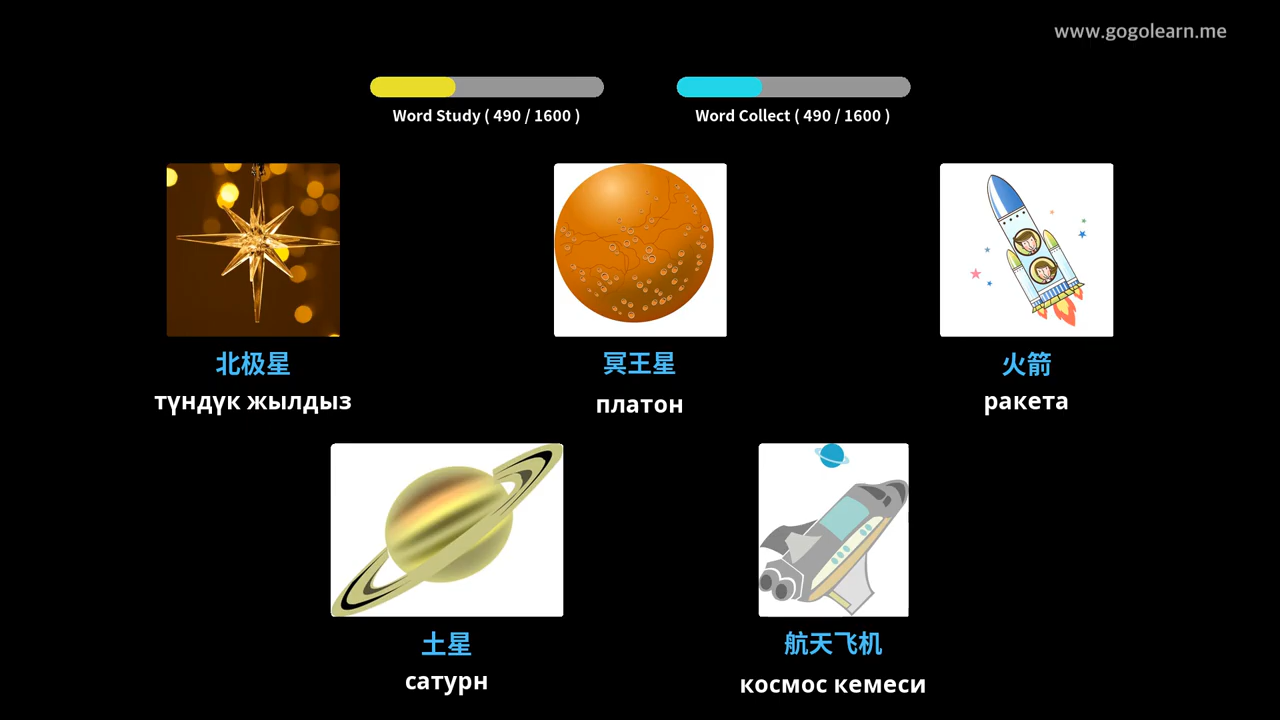 www.gogolearn.me
Word Study ( 490 / 1600 )
Word Collect ( 490 / 1600 )
北极星
түндүк жылдыз
冥王星
платон
火箭
ракета
土星
сатурн
航天飞机
космос кемеси